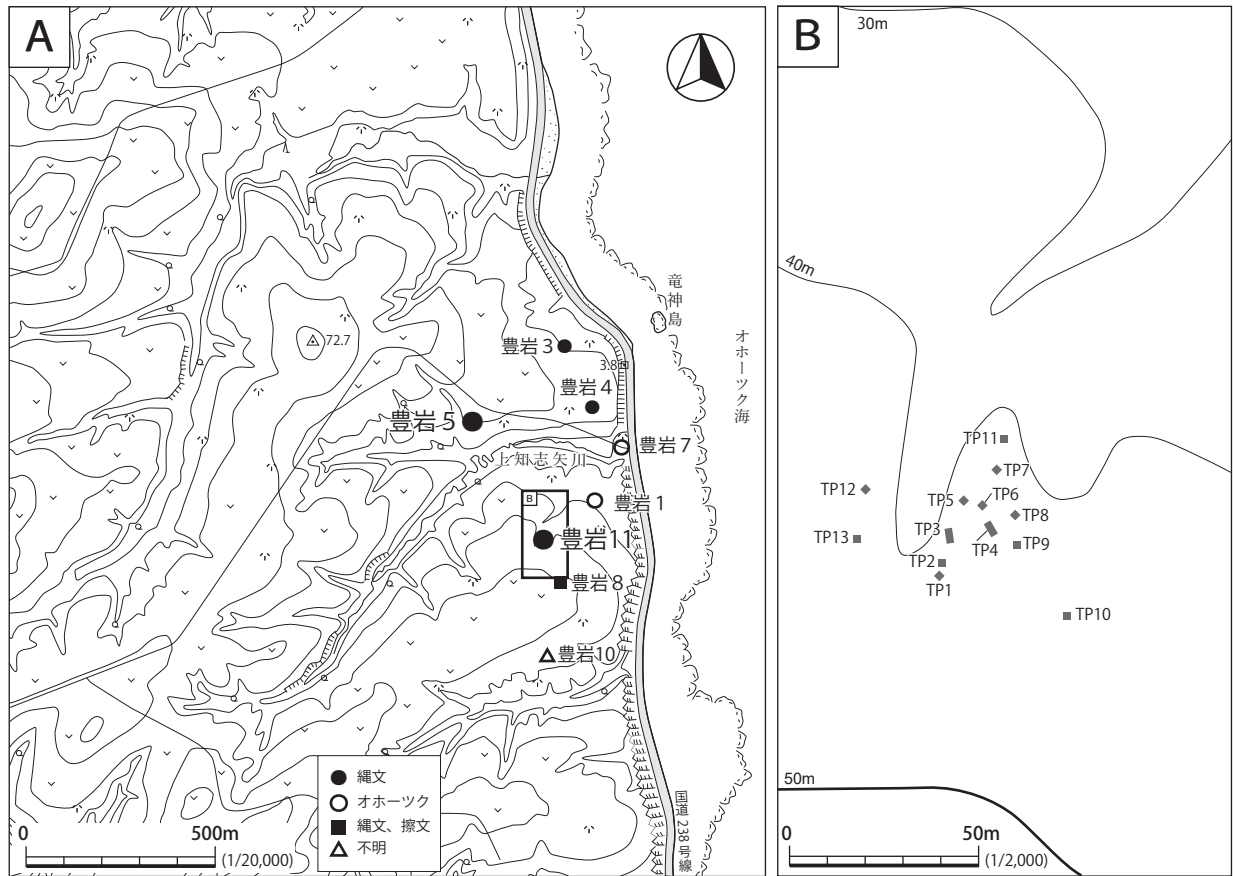 A
72.7
竜神島
オホーツク海
豊岩3
3.8
豊岩4
豊岩5
豊岩7
上知志矢川
B
豊岩1
豊岩11
豊岩8
豊岩10
縄文
オホーツク
縄文、擦文
不明
0 500m
(1/20,000)
国道238号線
B
30m
40m
TP11
TP7
TP12
TP5
TP6
TP8
TP13
TP3
TP4
TP9
TP2
TP1
TP10
50m
0 50m
(1/2,000)